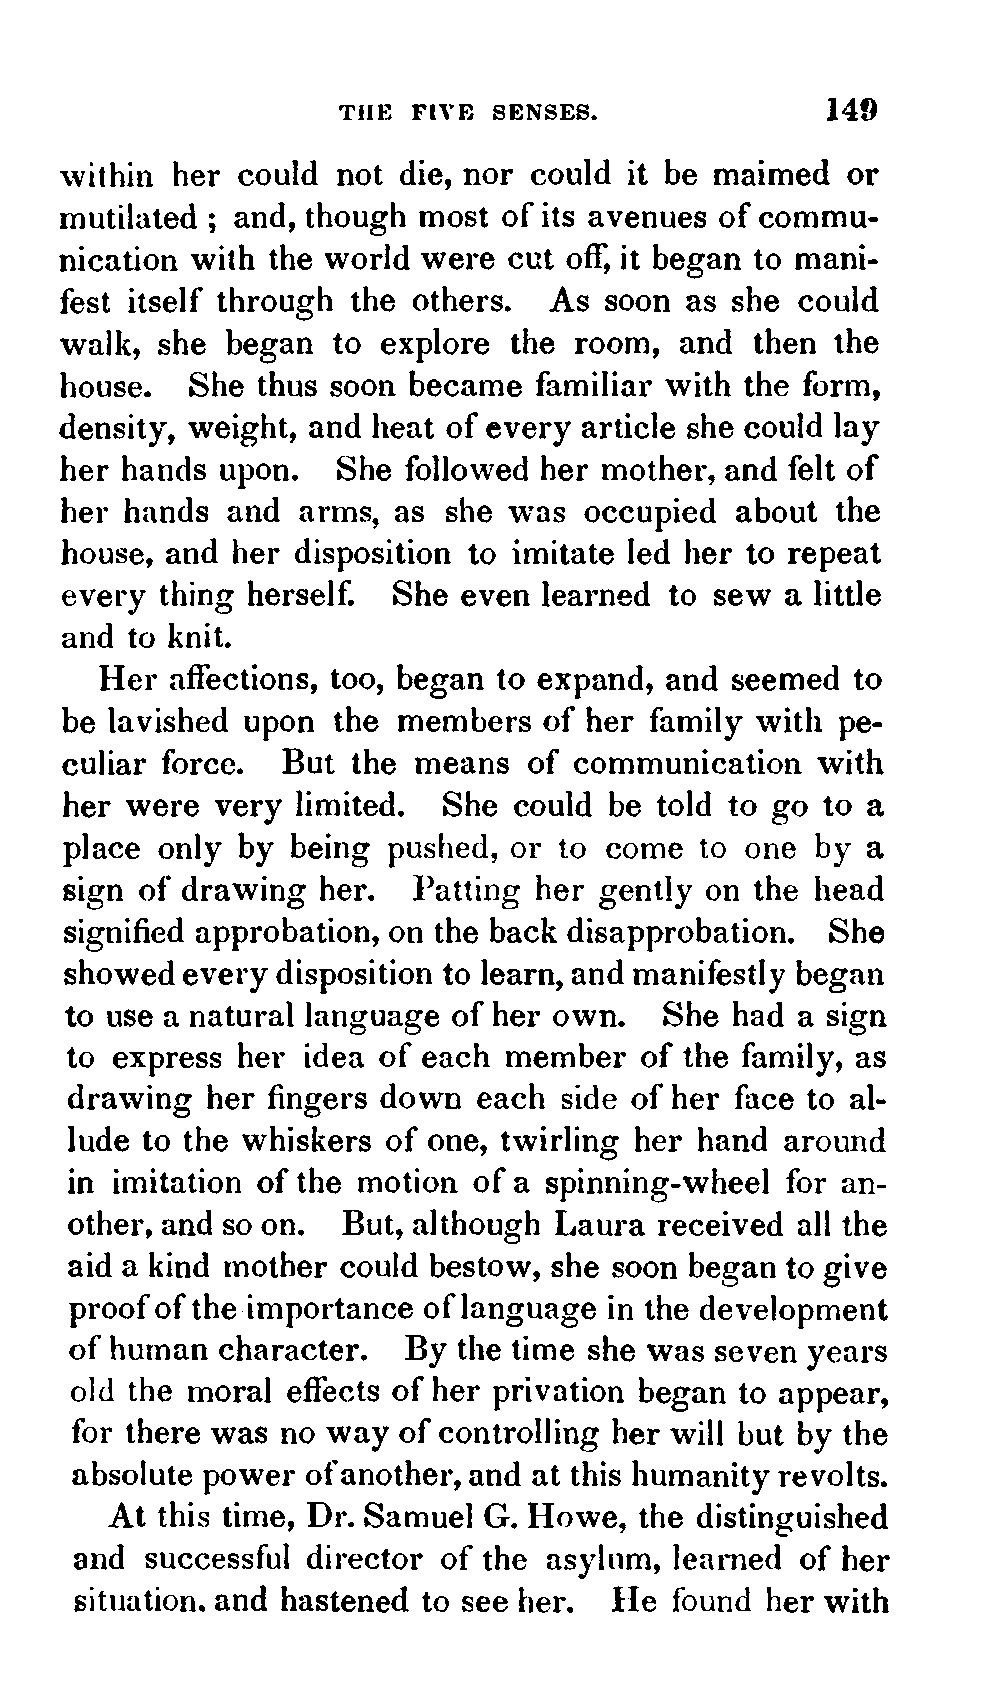 THE FIVE SENSES. 149
within her could not die, nor could it be maimed or
mutilated ; and, though most of its avenues of commu-
nication with the world were cut off, it began to mani-
fest itself through the others. As soon as she could
walk, she began to explore the room, and then the
house. She thus soon became familiar with the form,
density, weight, and heat of every article she could lay
her hands upon. She followed her mother, and felt of
her hands and arms, as she was occupied about the
house, and her disposition to imitate led her to repeat
every thing herself. She even learned to sew a little
and to knit.
Her affections, too, began to expand, and seemed to
be lavished upon the members of her family with pe-
culiar force. But the means of communication with
her were very limited. She could be told to go to a
place only by being pushed, or to come to one by a
sign of drawing her. Patting her gently on the head
signified approbation, on the back disapprobation. She
showed every disposition to learn, and manifestly began
to use a natural language of her own. She had a sign
to express her idea of each member of the family, as
drawing her fingers down each side of her face to al-
lude to the whiskers of one, twirling her hand around
in imitation of the motion of a spinning-wheel for an-
other, and so on. But, although Laura received all the
aid a kind mother could bestow, she soon began to give
proof of the importance of language in the development
of human character. By the time she was seven years
old the moral effects of her privation began to appear,
for there was no way of controlling her will but by the
absolute power of another, and at this humanity revolts.
At this time, Dr. Samuel G. Howe, the distinguished
and successful director of the asylum, learned of her
situation, and hastened to see her. He found her with